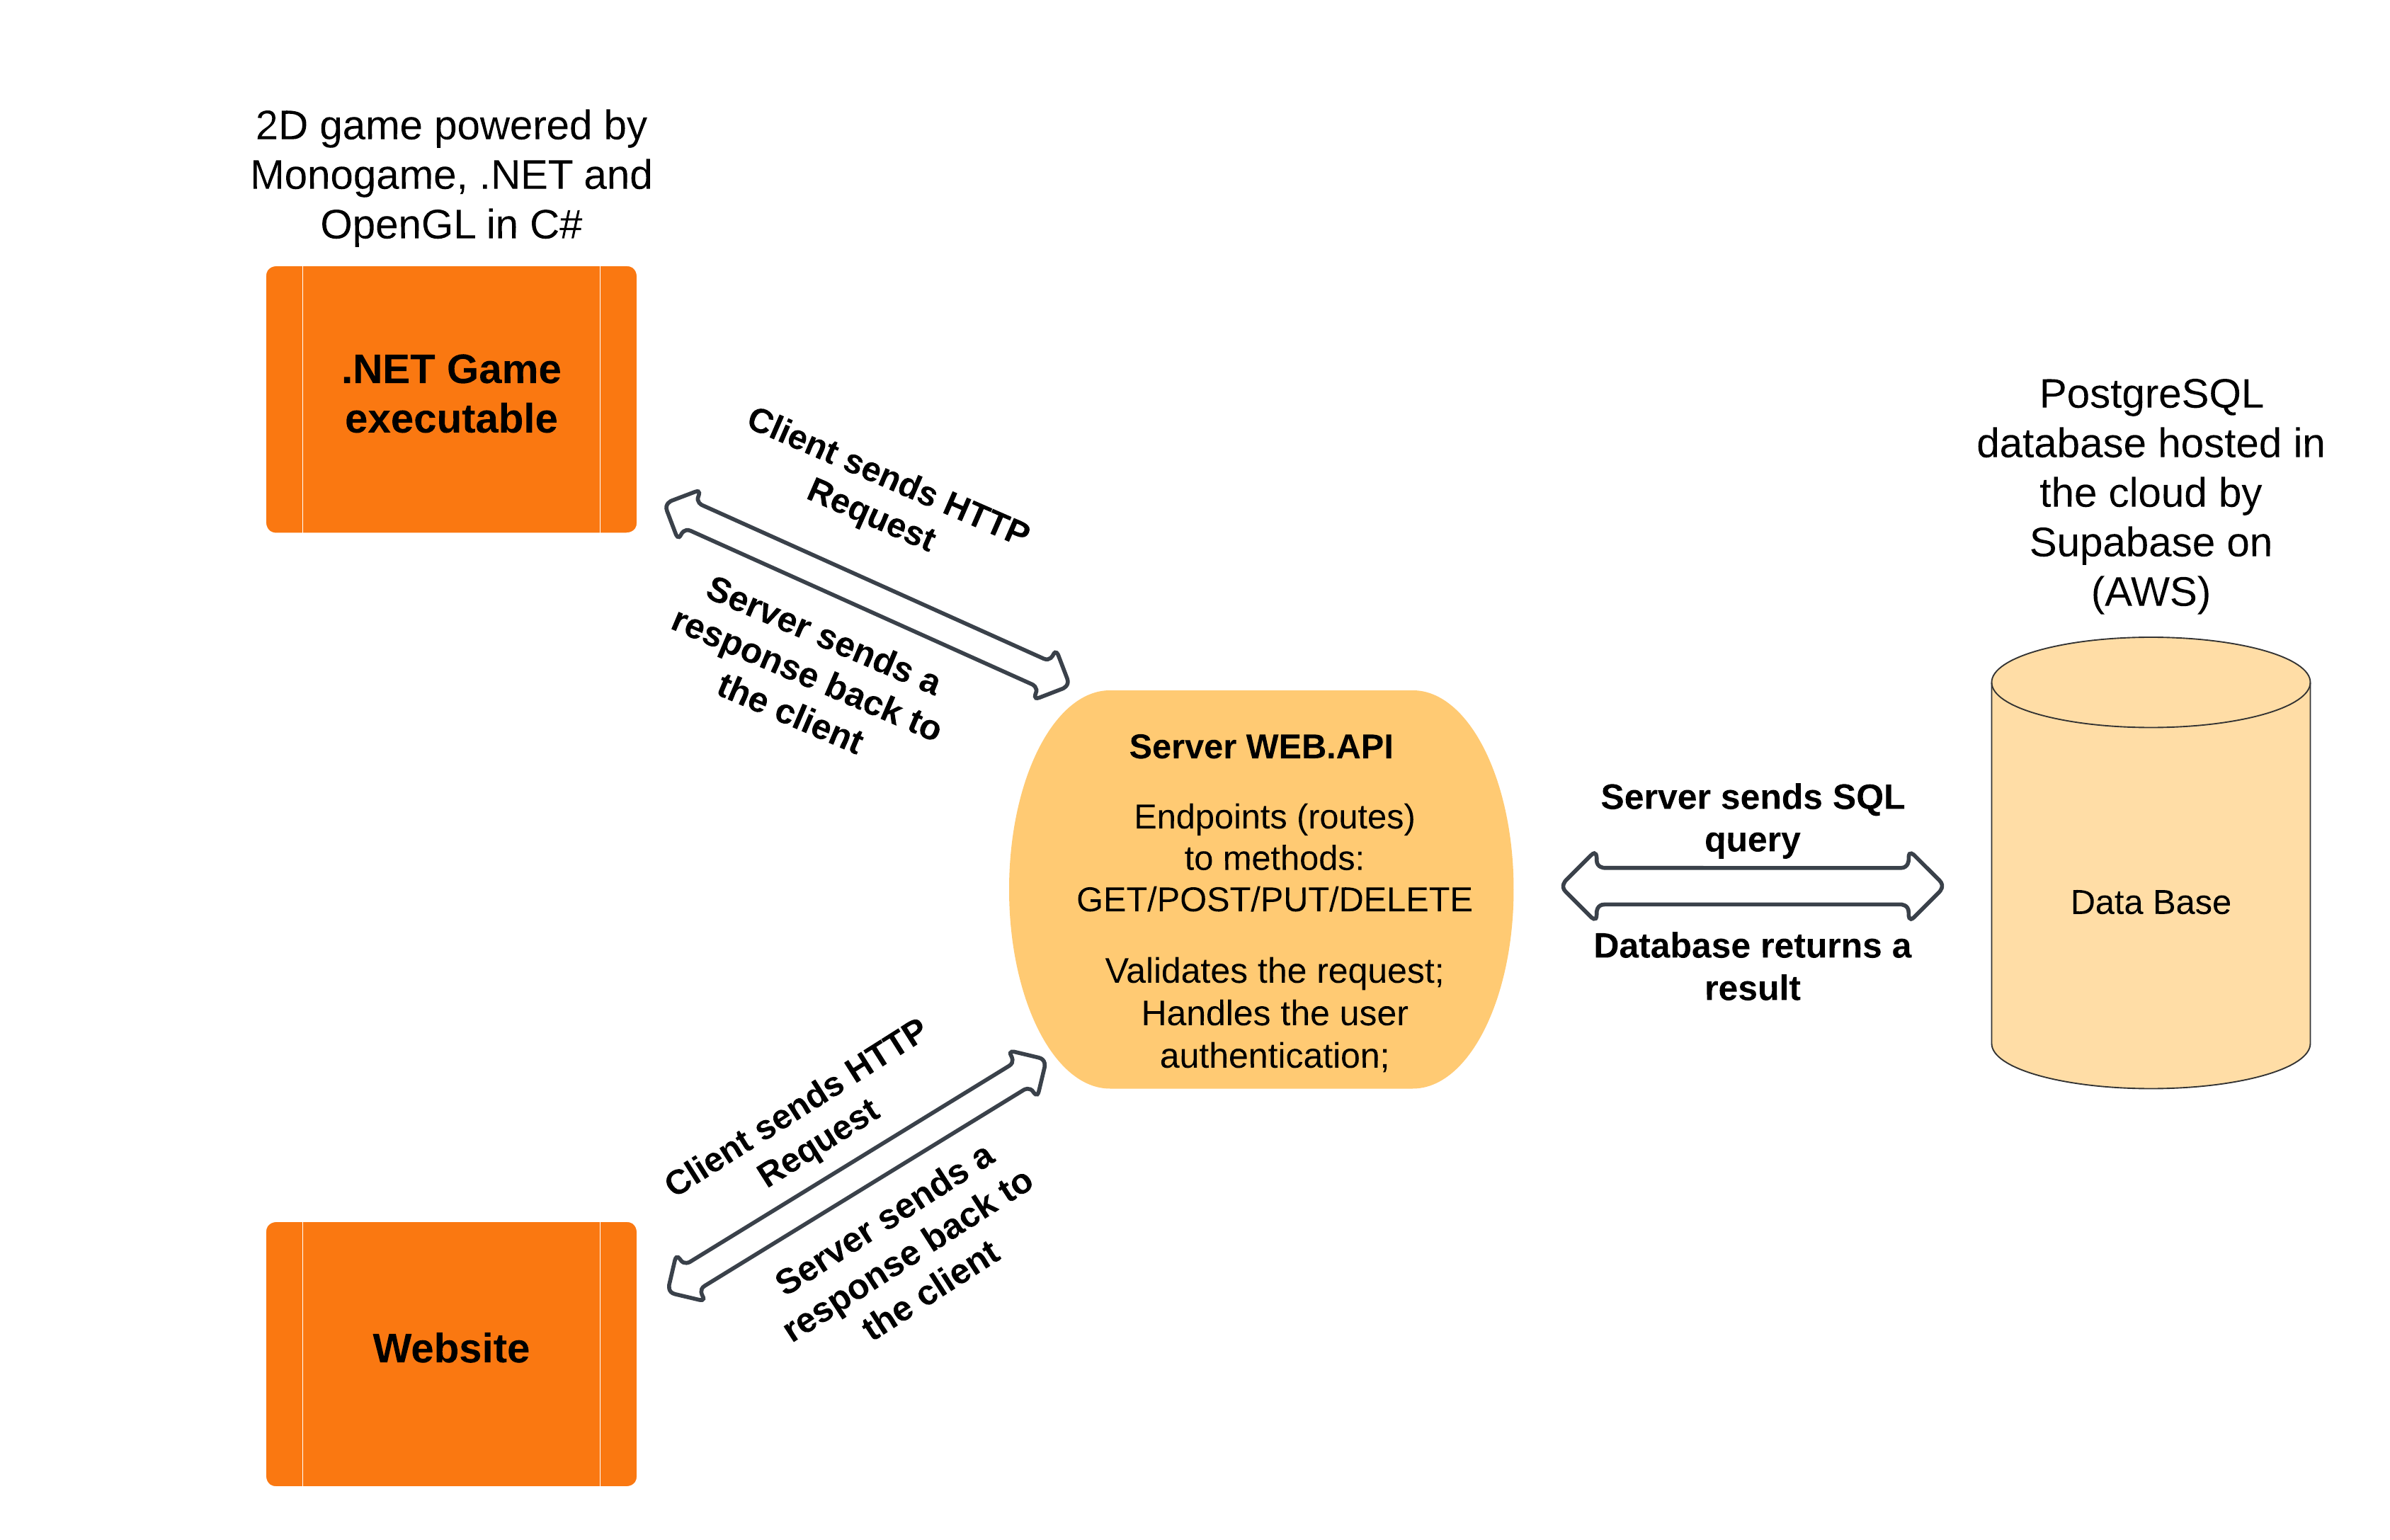 2D game powered by
Monogame, .NET and
OpenGL in C#
.NET Game
executable
Client sends HTTP
Request
Server sends a
response back to
the client
Server WEB.API
Endpoints (routes)
to methods:
GET/POST/PUT/DELETE
Validates the request;
Handles the user
authentication;
Server sends SQL
query
Database returns a
result
PostgreSQL
database hosted in
the cloud by
Supabase on
(AWS)
Data Base
Client sends HTTP
Request
Server sends a
response back to
the client
Website